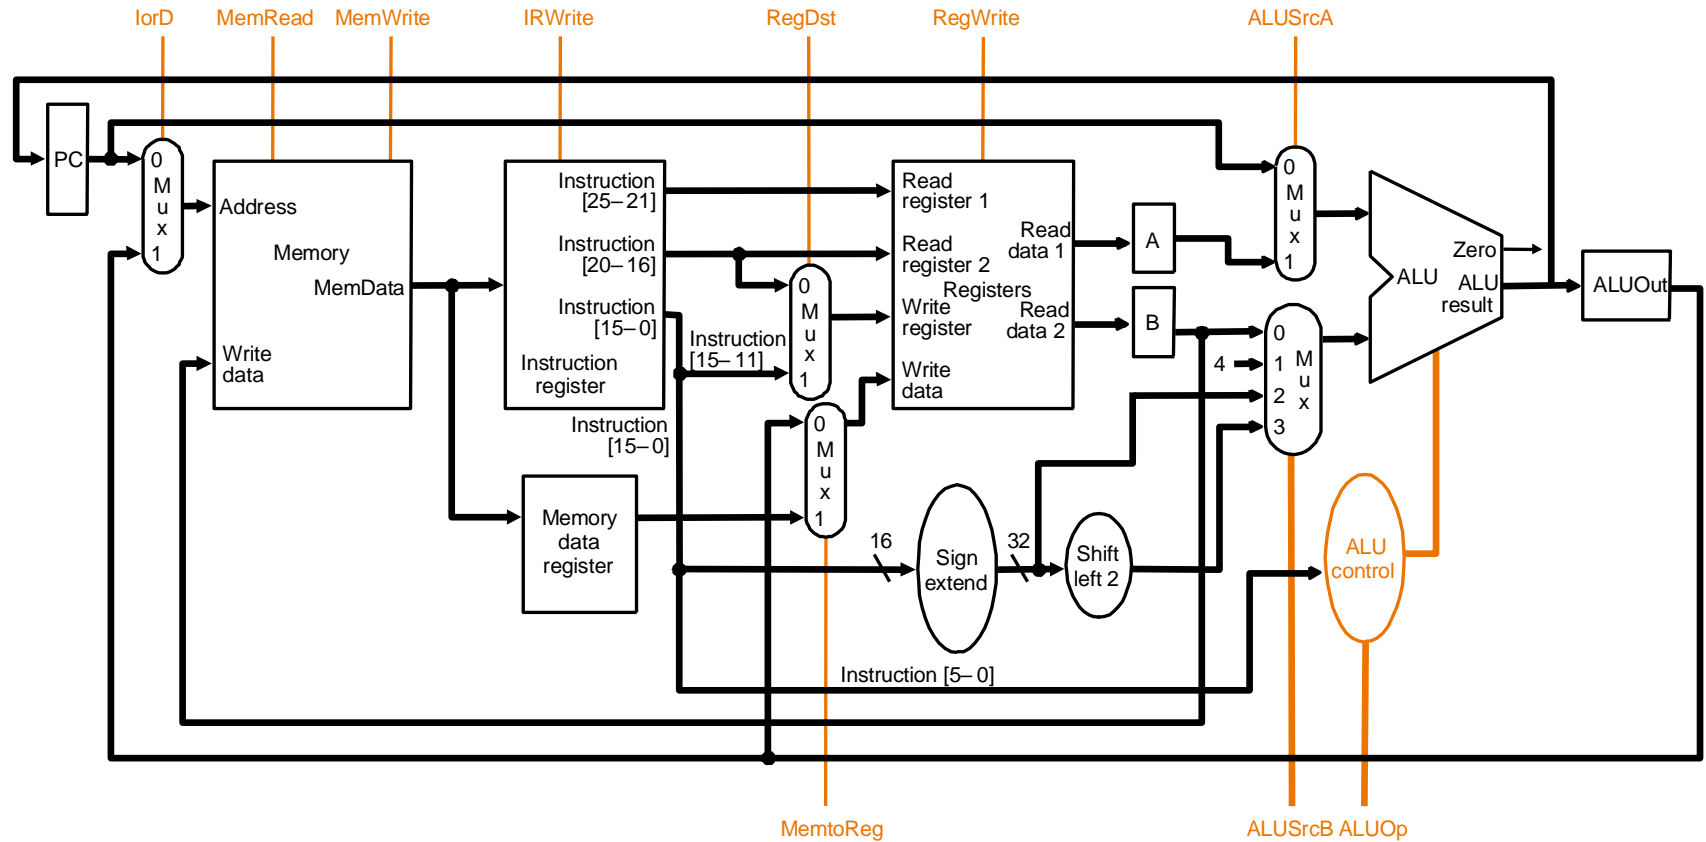 IorD MemRead MemWrite IRWrite RegDst RegWrite ALUSrcA
PC
0
M
u
x
1
Address
Memory
MemData
Write
data
Instruction
[25–21]
Instruction
[20–16]
Instruction
[15–0]
Instruction
register
Instruction
[15–11]
Instruction
[15–0]
0
M
u
x
1
0
M
u
x
1
Memory
data
register
Read
register 1
Read
register 2
Registers
Write
register
Write
data
Read
data 1
Read
data 2
A
B
4
0
M
u
x
1
0
1
2
3
M
u
x
Zero
ALU
ALU
result
ALUOut
16
Sign
extend
32
Shift
left 2
ALU
control
Instruction [5–0]
MemtoReg ALUSrcB ALUOp